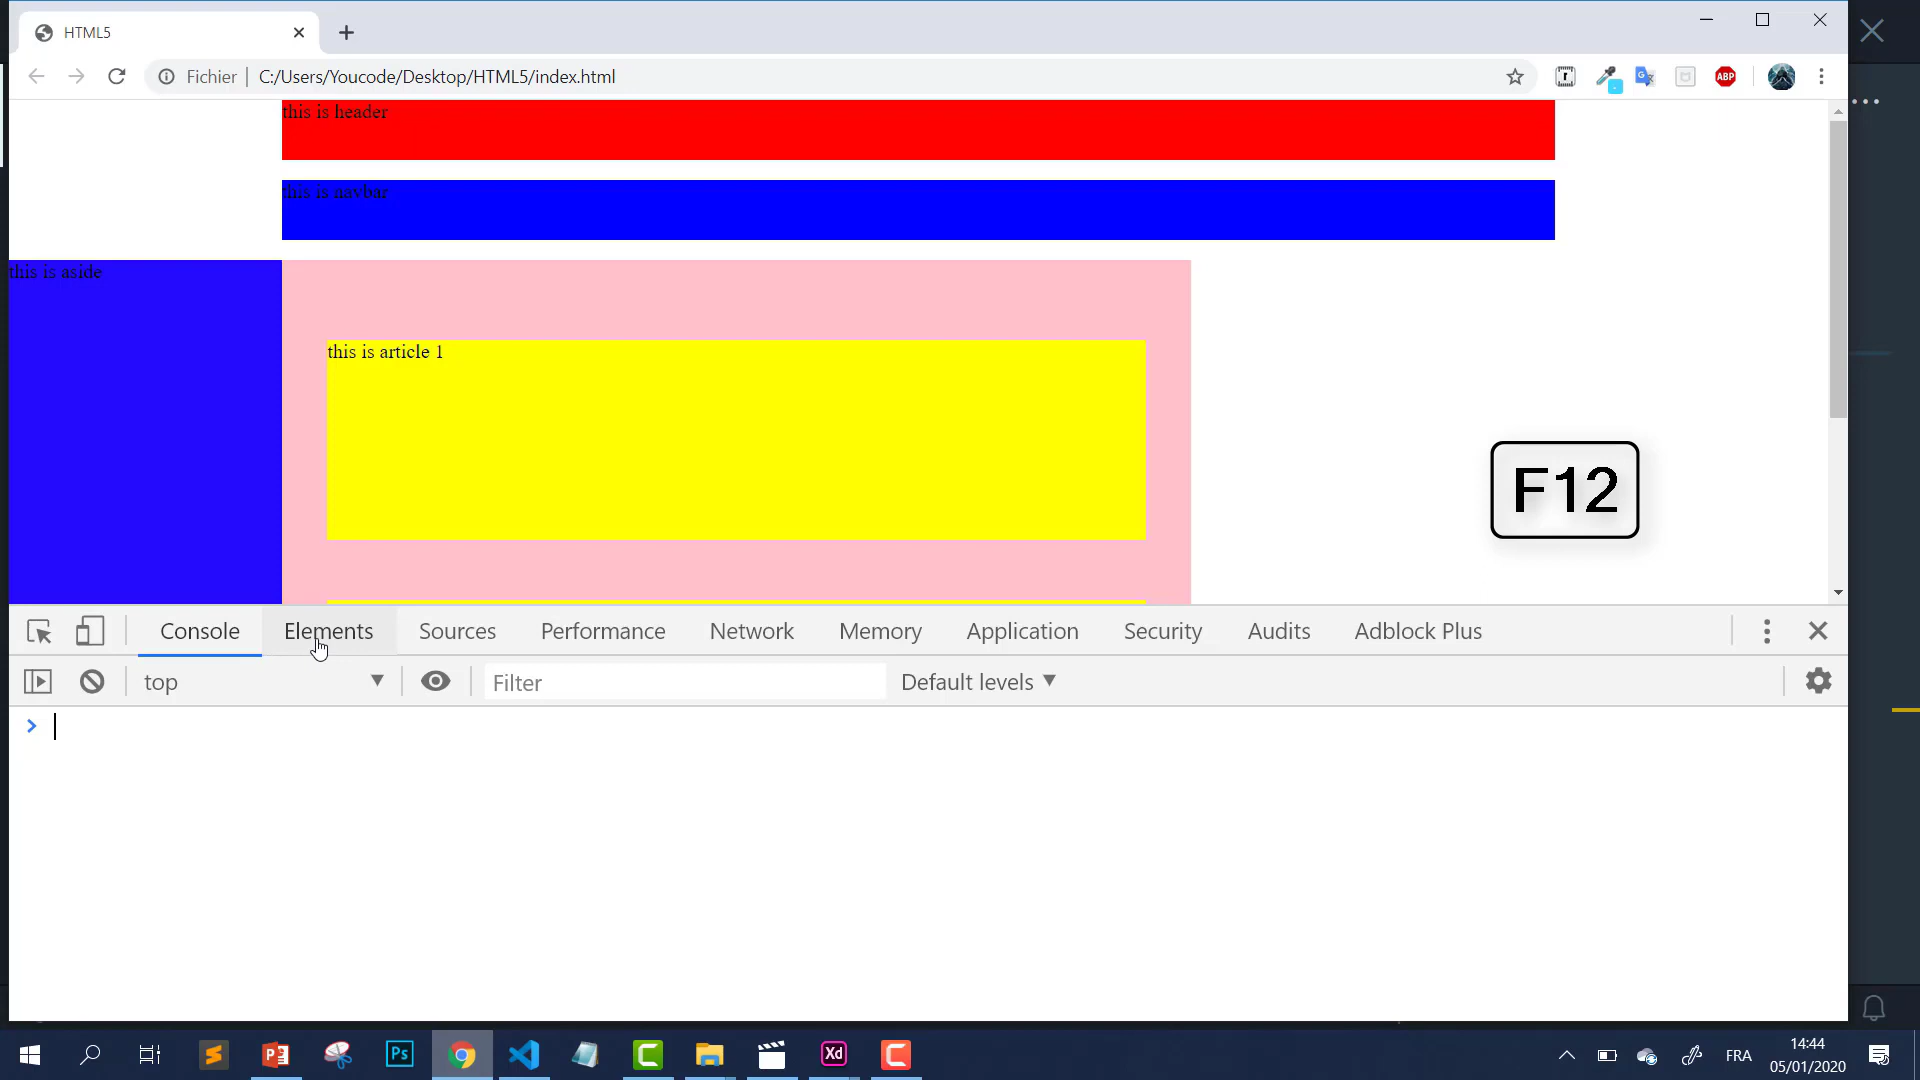 HTML5
Fichier
C:/Users/Youcode/Desktop/HTML5/index.html
ABP
this is header
this is navbar
this is aside
this is article 1
F12
Console Elements Sources Performance Network Memory Application Security Audits Adblock Plus
top Filter Default levels
Ps Xd
FRA
14:44
05/01/2020